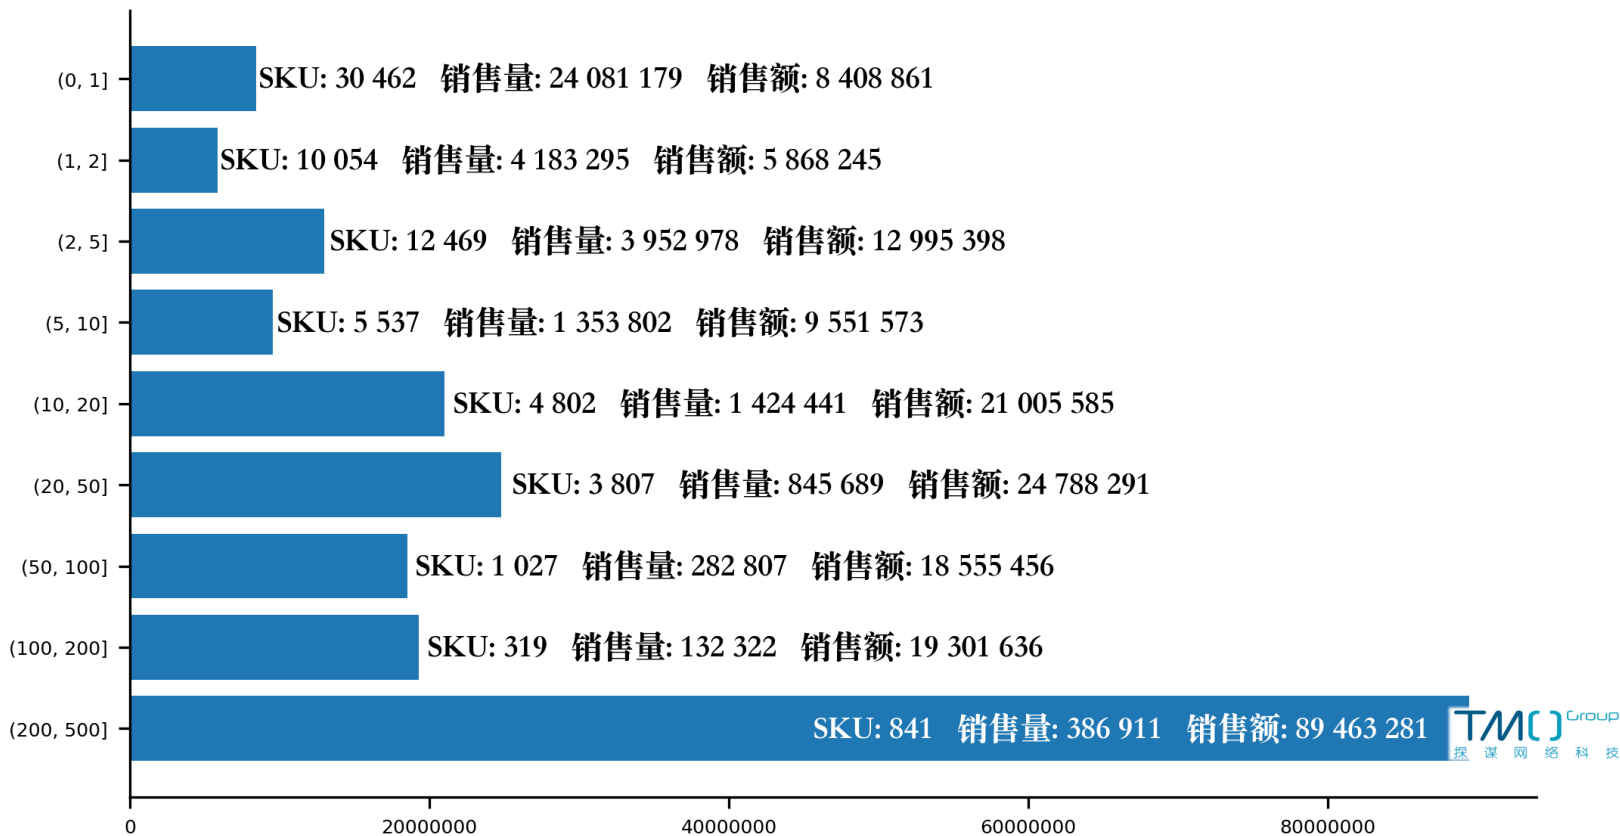 (0, 1] SKU: 30 462 销售量: 24 081 179 销售额: 8 408 861
(1, 2] SKU: 10 054 销售量: 4 183 295 销售额: 5 868 245
(2, 5] SKU: 12 469 销售量: 3 952 978 销售额: 12 995 398
(5, 10] SKU: 5 537 销售量: 1 353 802 销售额: 9 551 573
(10, 20] SKU: 4 802 销售量: 1 424 441 销售额: 21 005 585
(20, 50] SKU: 3 807 销售量: 845 689 销售额: 24 788 291
(50, 100] SKU: 1 027 销售量: 282 807 销售额: 18 555 456
(100, 200] SKU: 319 销售量: 132 322 销售额: 19 301 636
(200, 500] SKU: 841 销售量: 386 911 销售额: 89 463 281
TMO Group
探谋网络科技
0 20000000 40000000 60000000 80000000